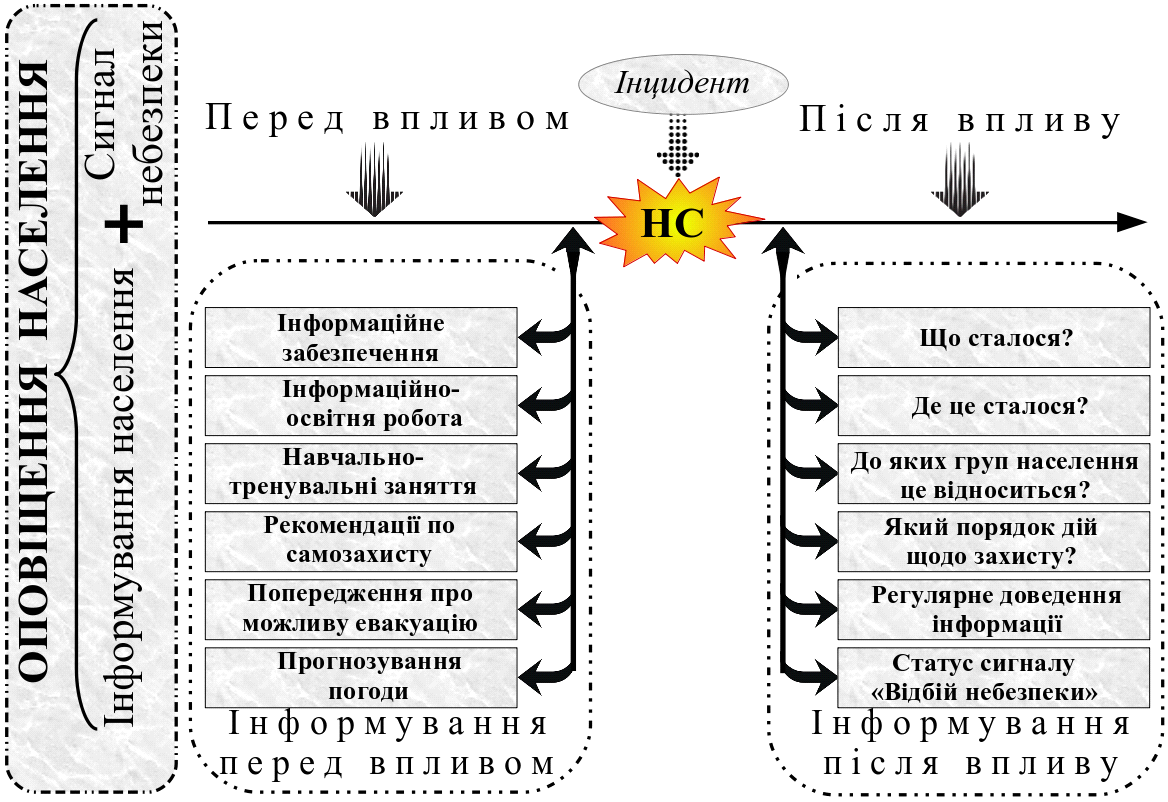 ОПОВІЩЕННЯ НАСЕЛЕННЯ
Інформування населення + Сигнал
небезпеки
Інцидент
Перед впливом
Після впливу
НС
Інформаційне
забезпечення
Інформаційно-
освітня робота
Навчально-
тренувальні заняття
Рекомендації по
самозахисту
Попередження про
можливу евакуацію
Прогнозування
погоди
Інформування
перед впливом
Що сталося?
Де це сталося?
До яких груп населення
це відноситься?
Який порядок дій
щодо захисту?
Регулярне доведення
інформації
Статус сигналу
«Відбій небезпеки»
Інформування
після впливу